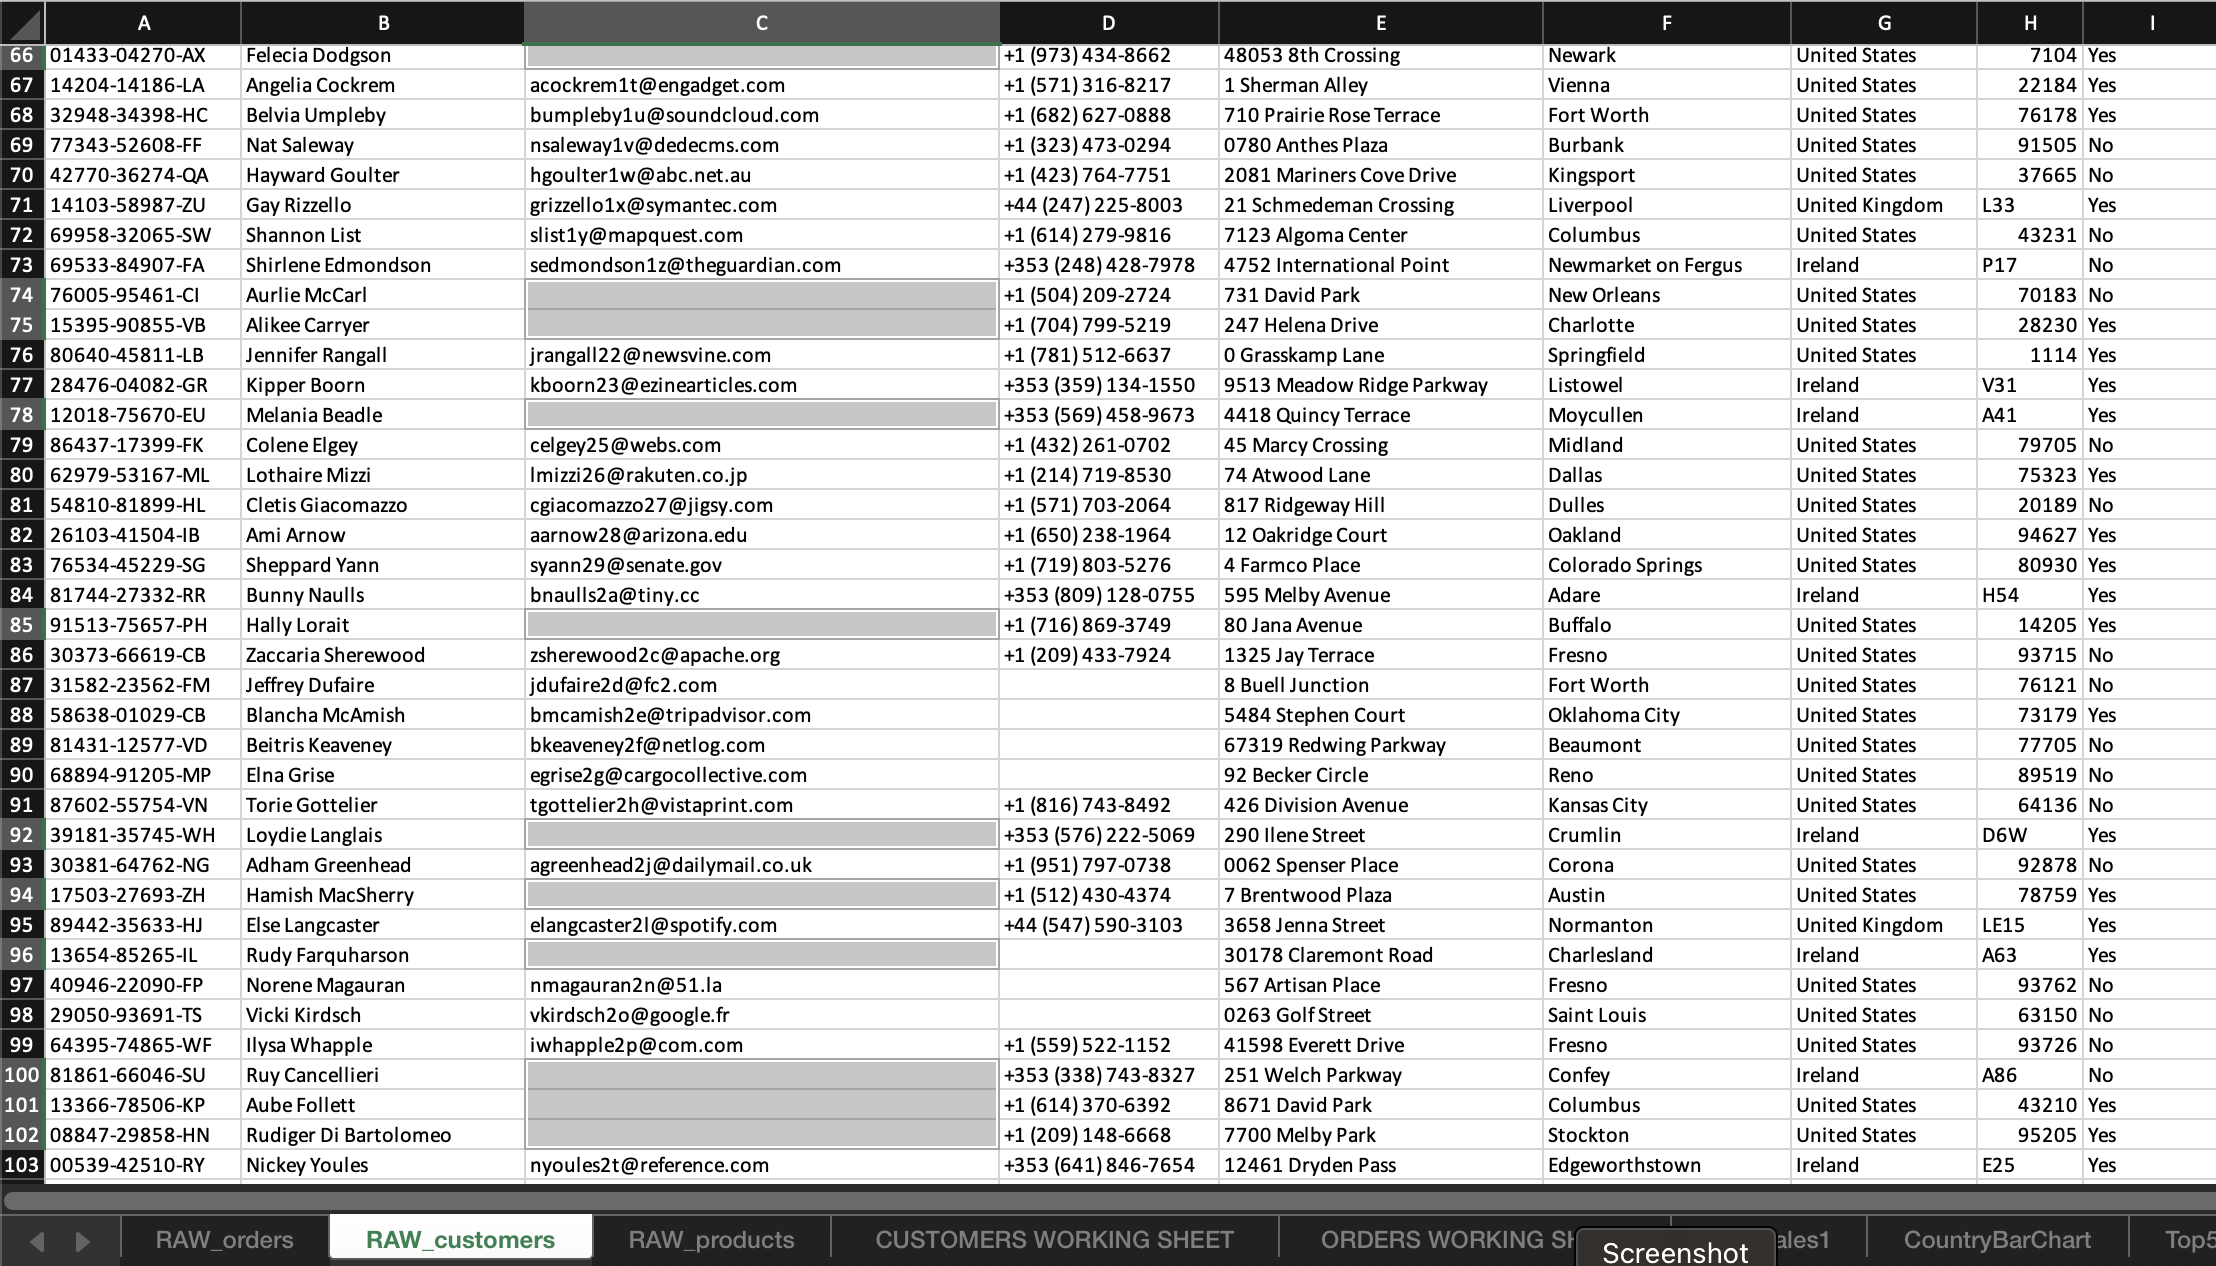 A B C D E F G H I
66 01433-04270-AX Felecia Dodgson +1 (973) 434-8662 48053 8th Crossing Newark United States 7104 Yes
67 14204-14186-LA Angelia Cockrem acockrem1t@engadget.com +1 (571) 316-8217 1 Sherman Alley Vienna United States 22184 Yes
68 32948-34398-HC Belvia Umpleby bumpleby1u@soundcloud.com +1 (682) 627-0888 710 Prairie Rose Terrace Fort Worth United States 76178 Yes
69 77343-52608-FF Nat Saleway nsaleway1v@dedecms.com +1 (323) 473-0294 0780 Anthes Plaza Burbank United States 91505 No
70 42770-36274-QA Hayward Goulter hgoulter1w@abc.net.au +1 (423) 764-7751 2081 Mariners Cove Drive Kingsport United States 37665 No
71 14103-58987-ZU Gay Rizzello grizzello1x@symantec.com +44 (247) 225-8003 21 Schmedeman Crossing Liverpool United Kingdom L33 Yes
72 69958-32065-SW Shannon List slist1y@mapquest.com +1 (614) 279-9816 7123 Algoma Center Columbus United States 43231 No
73 69533-84907-FA Shirlene Edmondson sedmondson1z@theguardian.com +353 (248) 428-7978 4752 International Point Newmarket on Fergus Ireland P17 No
74 76005-95461-CI Aurlie McCarl +1 (504) 209-2724 731 David Park New Orleans United States 70183 No
75 15395-90855-VB Alikee Carryer +1 (704) 799-5219 247 Helena Drive Charlotte United States 28230 Yes
76 80640-45811-LB Jennifer Rangall jrangall22@newsvine.com +1 (781) 512-6637 0 Grasskamp Lane Springfield United States 1114 Yes
77 28476-04082-GR Kipper Boorn kboorn23@ezinearticles.com +353 (359) 134-1550 9513 Meadow Ridge Parkway Listowel Ireland V31 Yes
78 12018-75670-EU Melania Beadle +353 (569) 458-9673 4418 Quincy Terrace Moycullen Ireland A41 Yes
79 86437-17399-FK Colene Elgey celgey25@webs.com +1 (432) 261-0702 45 Marcy Crossing Midland United States 79705 No
80 62979-53167-ML Lothaire Mizzi lmizzi26@rakuten.co.jp +1 (214) 719-8530 74 Atwood Lane Dallas United States 75323 Yes
81 54810-81899-HL Cletis Giacomazzo cgiacomazzo27@jigsy.com +1 (571) 703-2064 817 Ridgeway Hill Dulles United States 20189 No
82 26103-41504-IB Ami Arnow aarnow28@arizona.edu +1 (650) 238-1964 12 Oakridge Court Oakland United States 94627 Yes
83 76534-45229-SG Sheppard Yann syann29@senate.gov +1 (719) 803-5276 4 Farmco Place Colorado Springs United States 80930 Yes
84 81744-27332-RR Bunny Naulls bnaulls2a@tiny.cc +353 (809) 128-0755 595 Melby Avenue Adare Ireland H54 Yes
85 91513-75657-PH Hally Lorait +1 (716) 869-3749 80 Jana Avenue Buffalo United States 14205 Yes
86 30373-66619-CB Zaccaria Sherewood zsherewood2c@apache.org +1 (209) 433-7924 1325 Jay Terrace Fresno United States 93715 No
87 31582-23562-FM Jeffrey Dufaire jdufaire2d@fc2.com 8 Buell Junction Fort Worth United States 76121 No
88 58638-01029-CB Blancha McAmish bmcamish2e@tripadvisor.com 5484 Stephen Court Oklahoma City United States 73179 Yes
89 81431-12577-VD Beitris Keaveney bkeaveney2f@netlog.com 67319 Redwing Parkway Beaumont United States 77705 No
90 68894-91205-MP Elna Grise egrise2g@cargocollective.com 92 Becker Circle Reno United States 89519 No
91 87602-55754-VN Torie Gottelier tgottelier2h@vistaprint.com +1 (816) 743-8492 426 Division Avenue Kansas City United States 64136 No
92 39181-35745-WH Loydie Langlais +353 (576) 222-5069 290 Ilene Street Crumlin Ireland D6W Yes
93 30381-64762-NG Adham Greenhead agreenhead2j@dailymail.co.uk +1 (951) 797-0738 0062 Spenser Place Corona United States 92878 No
94 17503-27693-ZH Hamish MacSherry +1 (512) 430-4374 7 Brentwood Plaza Austin United States 78759 Yes
95 89442-35633-HJ Else Langcaster elangcaster2l@spotify.com +44 (547) 590-3103 3658 Jenna Street Normanton United Kingdom LE15 Yes
96 13654-85265-IL Rudy Farquharson 30178 Claremont Road Charlesland Ireland A63 Yes
97 40946-22090-FP Norene Magauran nmagauran2n@51.la 567 Artisan Place Fresno United States 93762 No
98 29050-93691-TS Vicki Kirdsch vkirdsch2o@google.fr 0263 Golf Street Saint Louis United States 63150 No
99 64395-74865-WF Ilysa Whapple iwhapple2p@com.com +1 (559) 522-1152 41598 Everett Drive Fresno United States 93726 No
100 81861-66046-SU Ruy Cancellieri +353 (338) 743-8327 251 Welch Parkway Confey Ireland A86 No
101 13366-78506-KP Aube Follett +1 (614) 370-6392 8671 David Park Columbus United States 43210 Yes
102 08847-29858-HN Rudiger Di Bartolomeo +1 (209) 148-6668 7700 Melby Park Stockton United States 95205 Yes
103 00539-42510-RY Nickey Youles nyoules2t@reference.com +353 (641) 846-7654 12461 Dryden Pass Edgeworthstown Ireland E25 Yes
RAW_orders RAW_customers RAW_products CUSTOMERS WORKING SHEET ORDERS WORKING SH ales1 CountryBarChart Top5
Screenshot